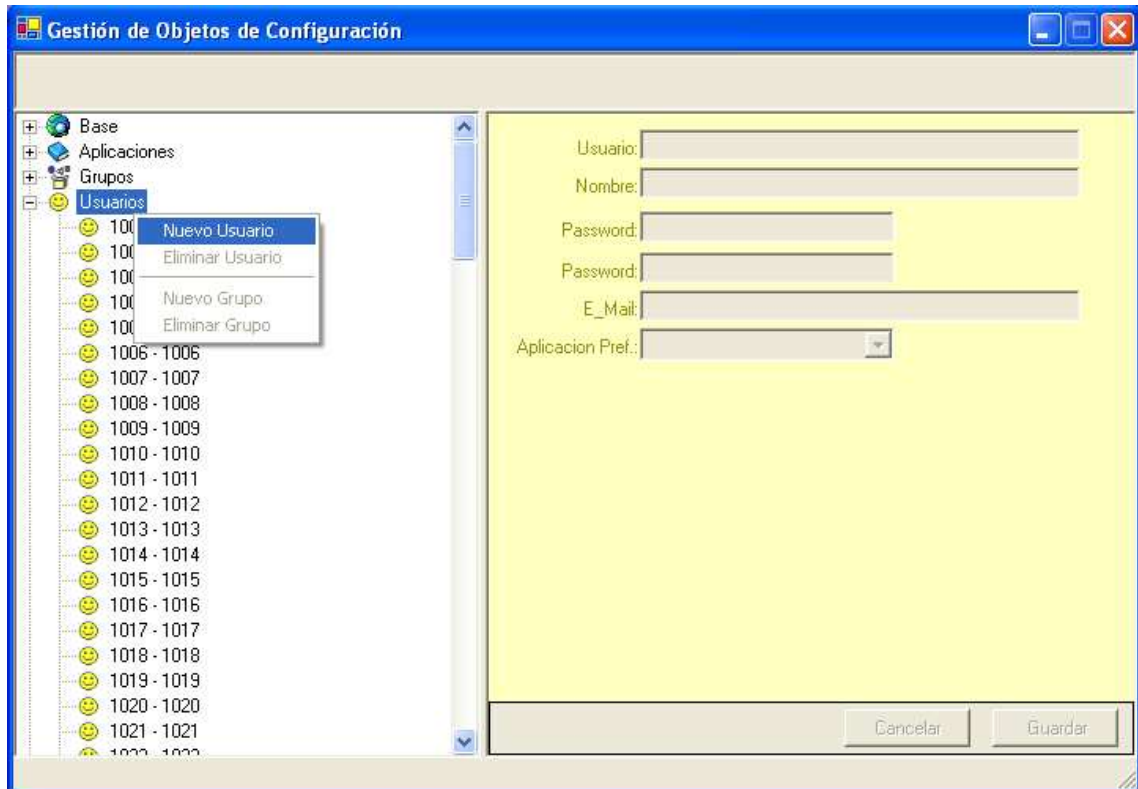 Gestión de Objetos de Configuración
Base
Aplicaciones
Grupos
Usuarios
Nuevo Usuario
Eliminar Usuario
Nuevo Grupo
Eliminar Grupo
1006 - 1006
1007 - 1007
1008 - 1008
1009 - 1009
1010 - 1010
1011 - 1011
1012 - 1012
1013 - 1013
1014 - 1014
1015 - 1015
1016 - 1016
1017 - 1017
1018 - 1018
1019 - 1019
1020 - 1020
1021 - 1021
Usuario:
Nombre:
Password:
Password:
E_Mail:
Aplicacion Pref.:
Cancelar
Guardar